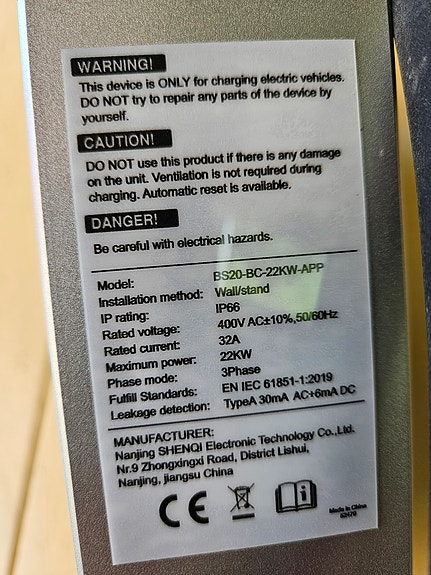 WARNING!
This device is ONLY for charging electric vehicles.
DO NOT try to repair any parts of the device by
yourself.
CAUTION!
DO NOT use this product if there is any damage
on the unit. Ventilation is not required during
charging. Automatic reset is available.
DANGER!
Be careful with electrical hazards.
Model: BS20-BC-22KW-APP
Installation method: Wall/stand
IP rating: IP66
Rated voltage: 400V AC±10%,50/60Hz
Rated current: 32A
Maximum power: 22KW
Phase mode: 3Phase
Fulfill Standards: EN IEC 61851-1:2019
Leakage detection: TypeA 30mA AC+6mA DC
MANUFACTURER:
Nanjing SHENQI Electronic Technology Co.,Ltd.
Nr.9 Zhongxingxi Road, District Lishui,
Nanjing, jiangsu China
CE
Made in China